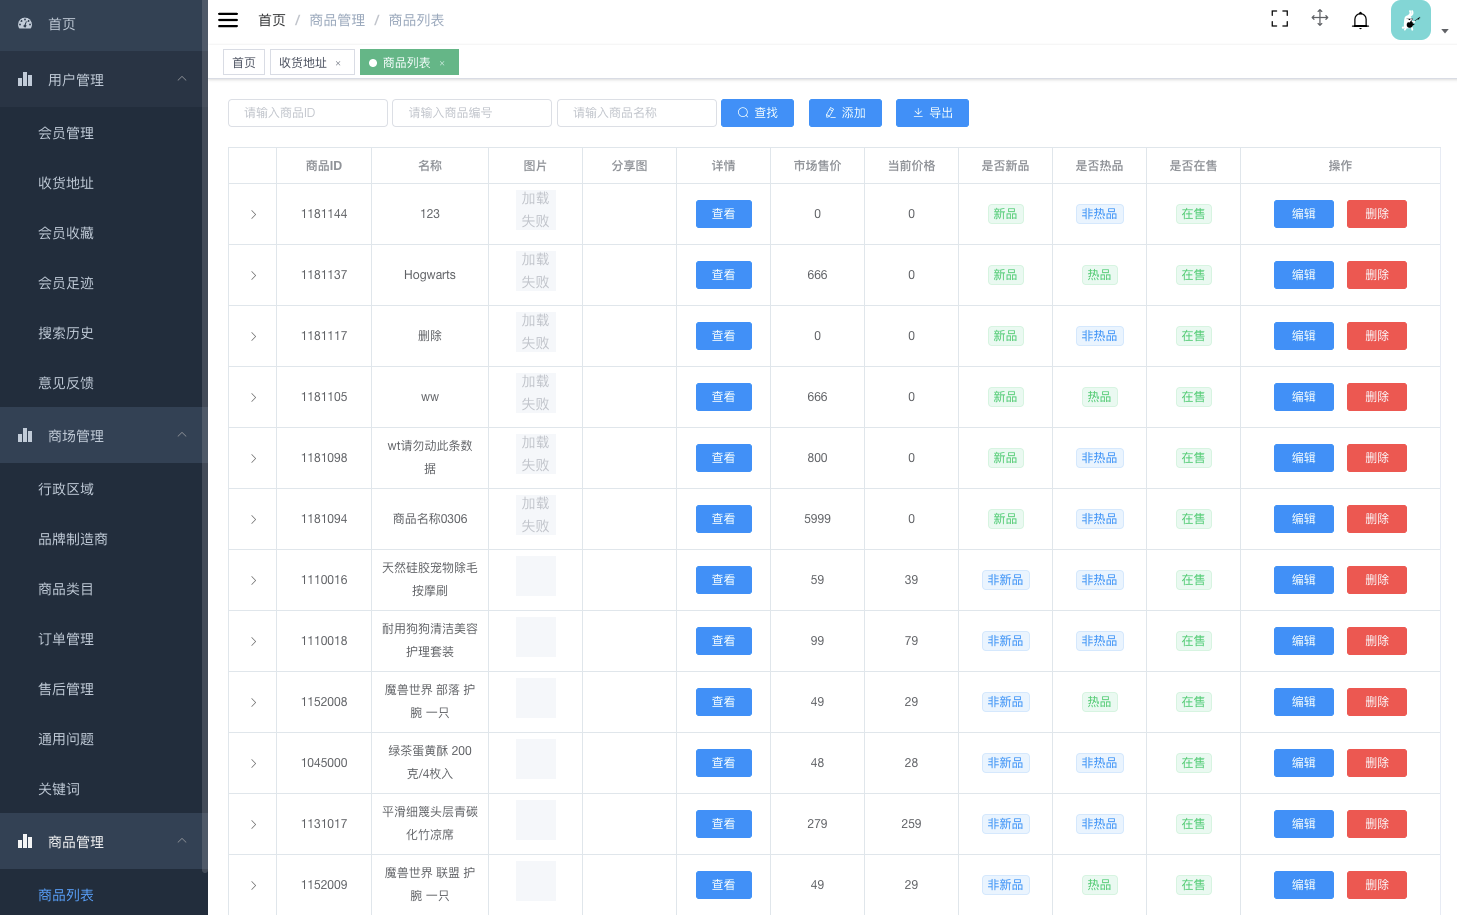 首页
用户管理
会员管理
收货地址
会员收藏
会员足迹
搜索历史
意见反馈
商场管理
行政区域
品牌制造商
商品类目
订单管理
售后管理
通用问题
关键词
商品管理
商品列表
首页 / 商品管理 / 商品列表
首页 收货地址 × 商品列表 ×
请输入商品ID 请输入商品编号 请输入商品名称 查找 添加 导出
商品ID 名称 图片 分享图 详情 市场售价 当前价格 是否新品 是否热品 是否在售 操作
1181144 123 加载失败 查看 0 0 新品 非热品 在售 编辑 删除
1181137 Hogwarts 加载失败 查看 666 0 新品 热品 在售 编辑 删除
1181117 删除 加载失败 查看 0 0 新品 非热品 在售 编辑 删除
1181105 ww 加载失败 查看 666 0 新品 热品 在售 编辑 删除
1181098 wt请勿动此条数据 加载失败 查看 800 0 新品 非热品 在售 编辑 删除
1181094 商品名称0306 加载失败 查看 5999 0 新品 非热品 在售 编辑 删除
1110016 天然硅胶宠物除毛按摩刷 查看 59 39 非新品 非热品 在售 编辑 删除
1110018 耐用狗狗清洁美容护理套装 查看 99 79 非新品 非热品 在售 编辑 删除
1152008 魔兽世界 部落 护腕 一只 查看 49 29 非新品 热品 在售 编辑 删除
1045000 绿茶蛋黄酥 200克/4枚入 查看 48 28 非新品 非热品 在售 编辑 删除
1131017 平滑细篾头层青碳化竹凉席 查看 279 259 非新品 非热品 在售 编辑 删除
1152009 魔兽世界 联盟 护腕 一只 查看 49 29 非新品 热品 在售 编辑 删除